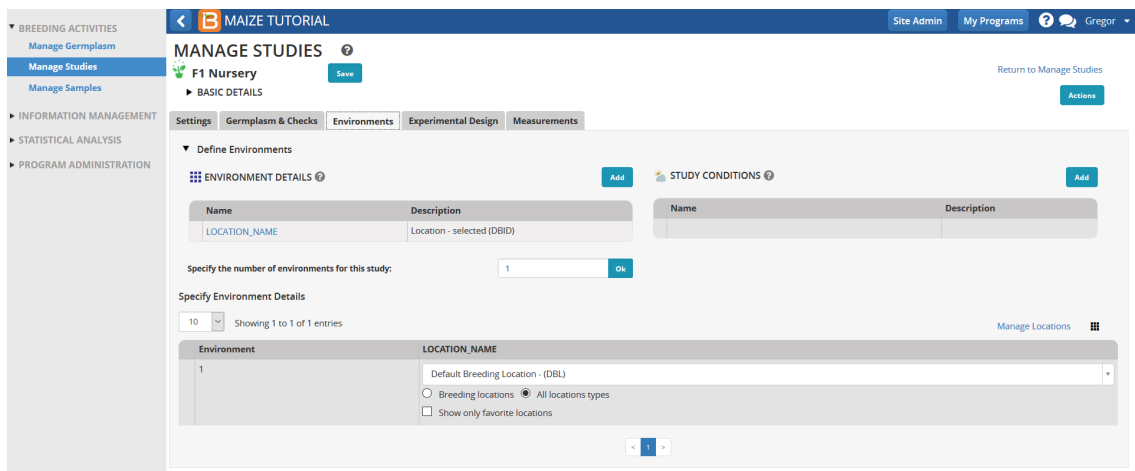 BREEDING ACTIVITIES
Manage Germplasm
Manage Studies
Manage Samples
INFORMATION MANAGEMENT
STATISTICAL ANALYSIS
PROGRAM ADMINISTRATION
MAIZE TUTORIAL
Site Admin My Programs Gregor
MANAGE STUDIES
F1 Nursery Save
Return to Manage Studies
BASIC DETAILS
Actions
Settings Germplasm & Checks Environments Experimental Design Measurements
Define Environments
ENVIRONMENT DETAILS Add
Name Description
LOCATION_NAME Location - selected (DBID)
STUDY CONDITIONS Add
Name Description
Specify the number of environments for this study: 1 Ok
Specify Environment Details
10 Showing 1 to 1 of 1 entries
Manage Locations
Environment LOCATION_NAME
1 Default Breeding Location - (DBL)
Breeding locations All locations types
Show only favorite locations
< 1 >